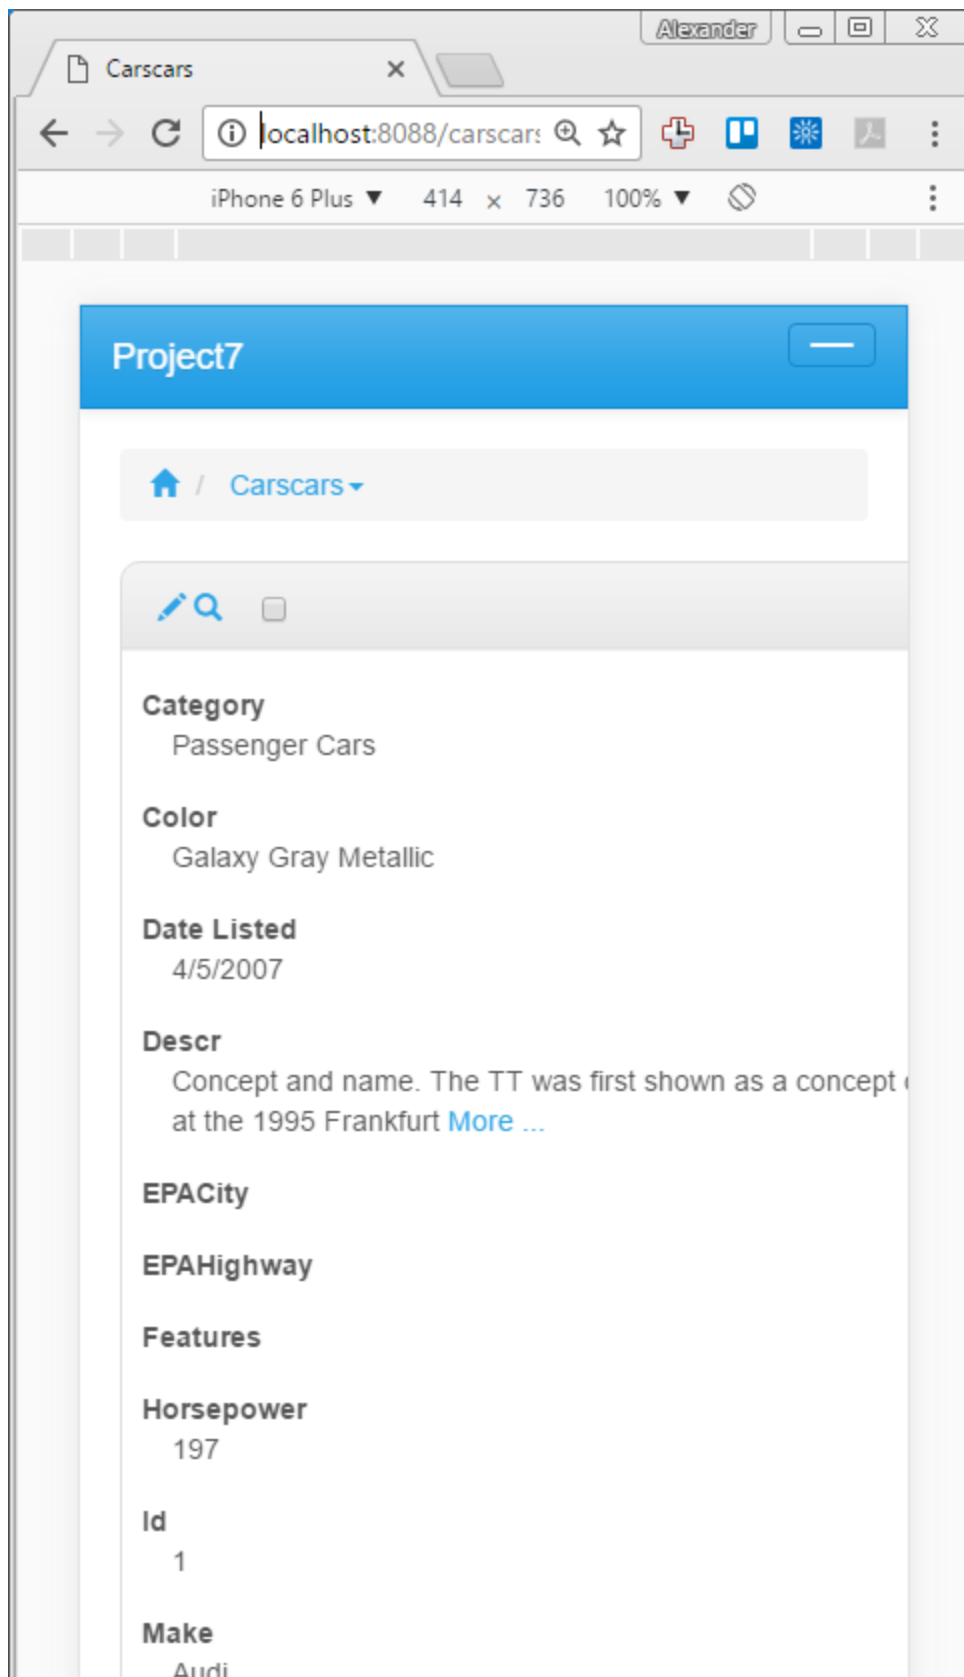 Alexander
Carscars
localhost:8088/carscars
iPhone 6 Plus ▼ 414 × 736 100% ▼
Project7
/ Carscars
Category
Passenger Cars
Color
Galaxy Gray Metallic
Date Listed
4/5/2007
Descr
Concept and name. The TT was first shown as a concept
at the 1995 Frankfurt More ...
EPACity
EPAHighway
Features
Horsepower
197
Id
1
Make
Audi